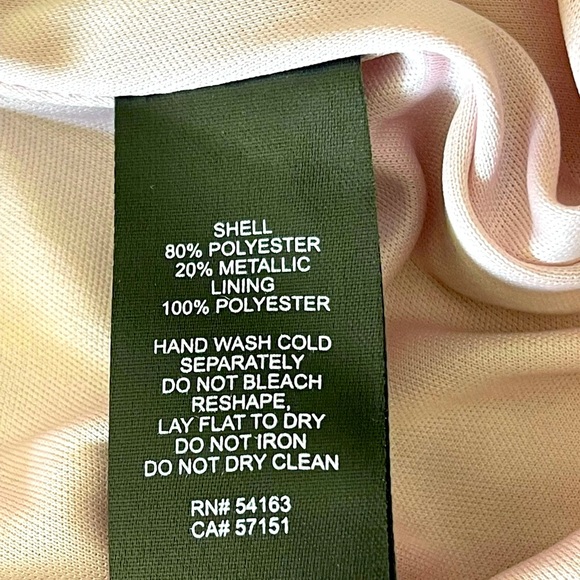 SHELL
80% POLYESTER
20% METALLIC
LINING
100% POLYESTER
HAND WASH COLD
SEPARATELY
DO NOT BLEACH
RESHAPE,
LAY FLAT TO DRY
DO NOT IRON
DO NOT DRY CLEAN
RN# 54163
CA# 57151